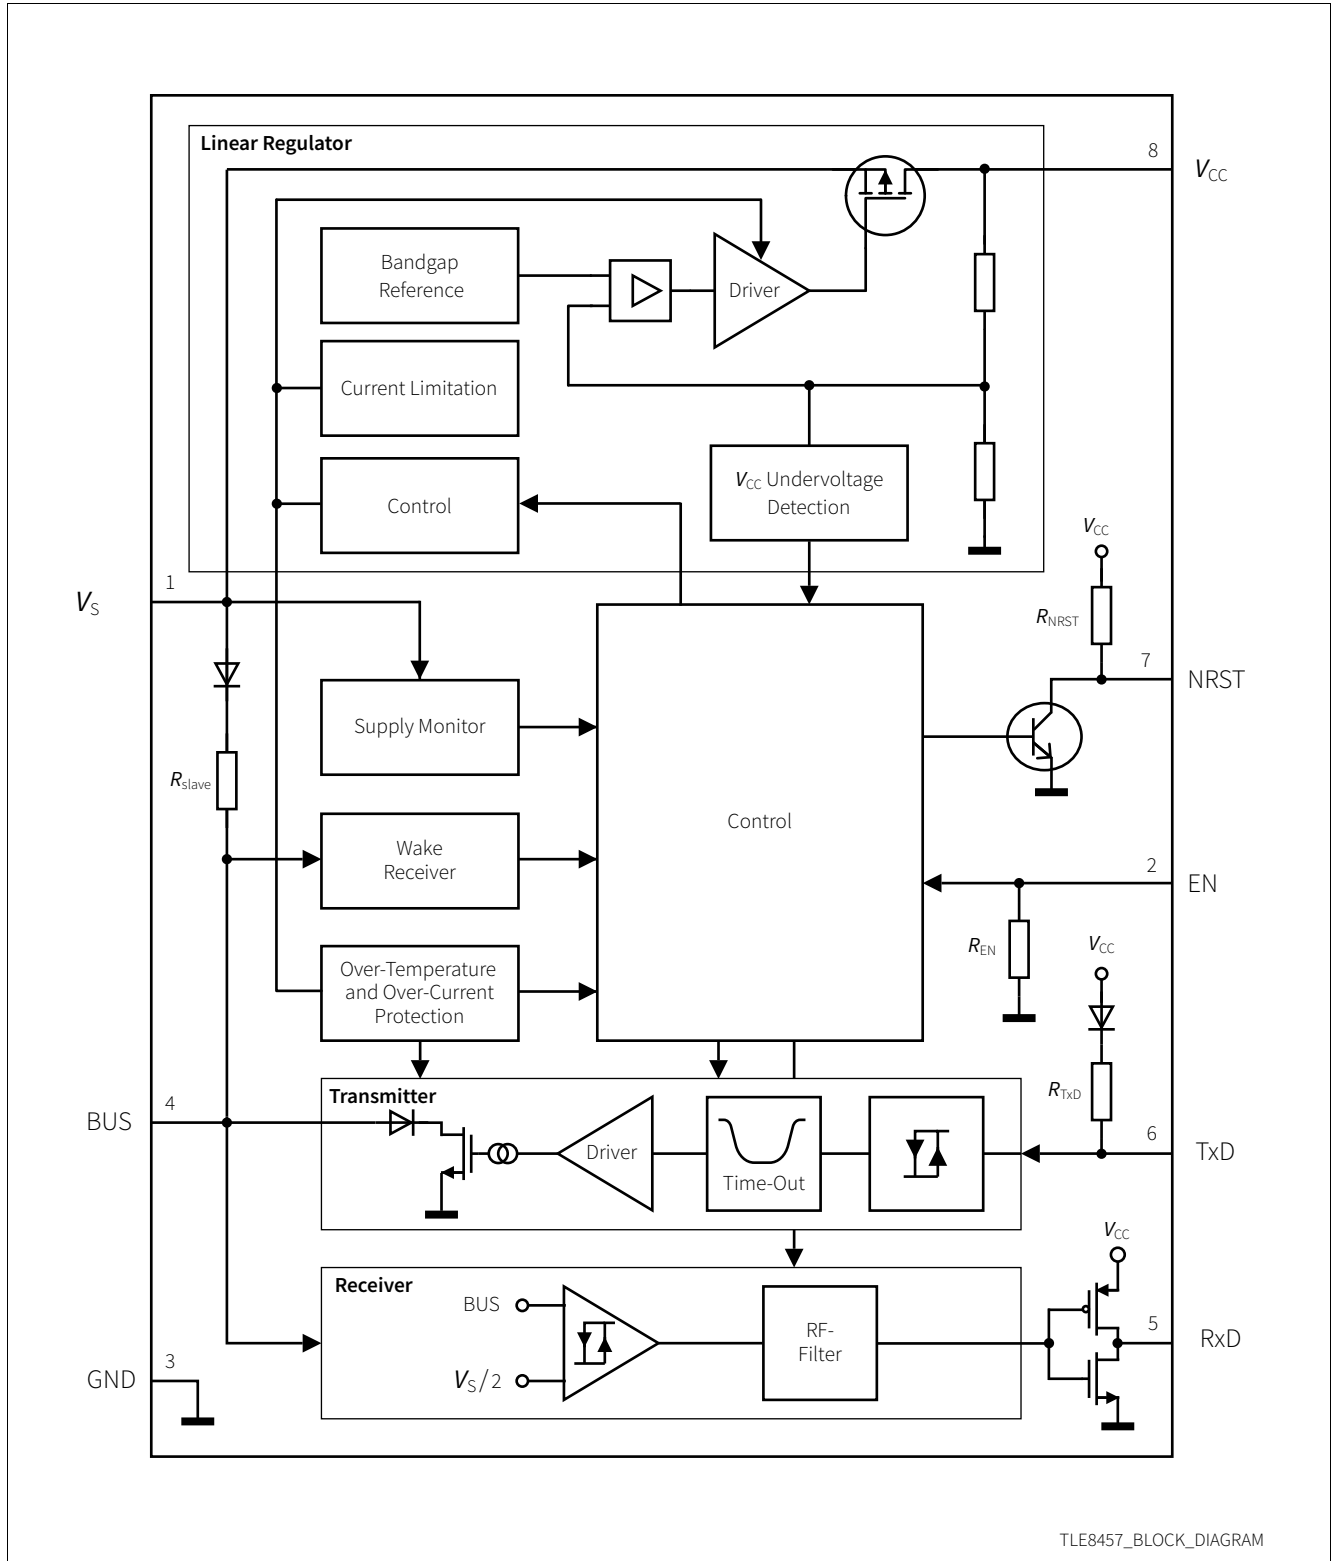 Linear Regulator
8
VCC
Bandgap
Reference
Driver
Current Limitation
VCC Undervoltage
Detection
Control
VCC
1
VS
RNRST
7
NRST
Supply Monitor
Rslave
Control
Wake
Receiver
2
EN
REN
VCC
Over-Temperature
and Over-Current
Protection
RTxD
Transmitter
4
BUS
Driver
Time-Out
6
TxD
VCC
Receiver
BUS
RF-
Filter
5
RxD
VS/2
3
GND
TLE8457_BLOCK_DIAGRAM